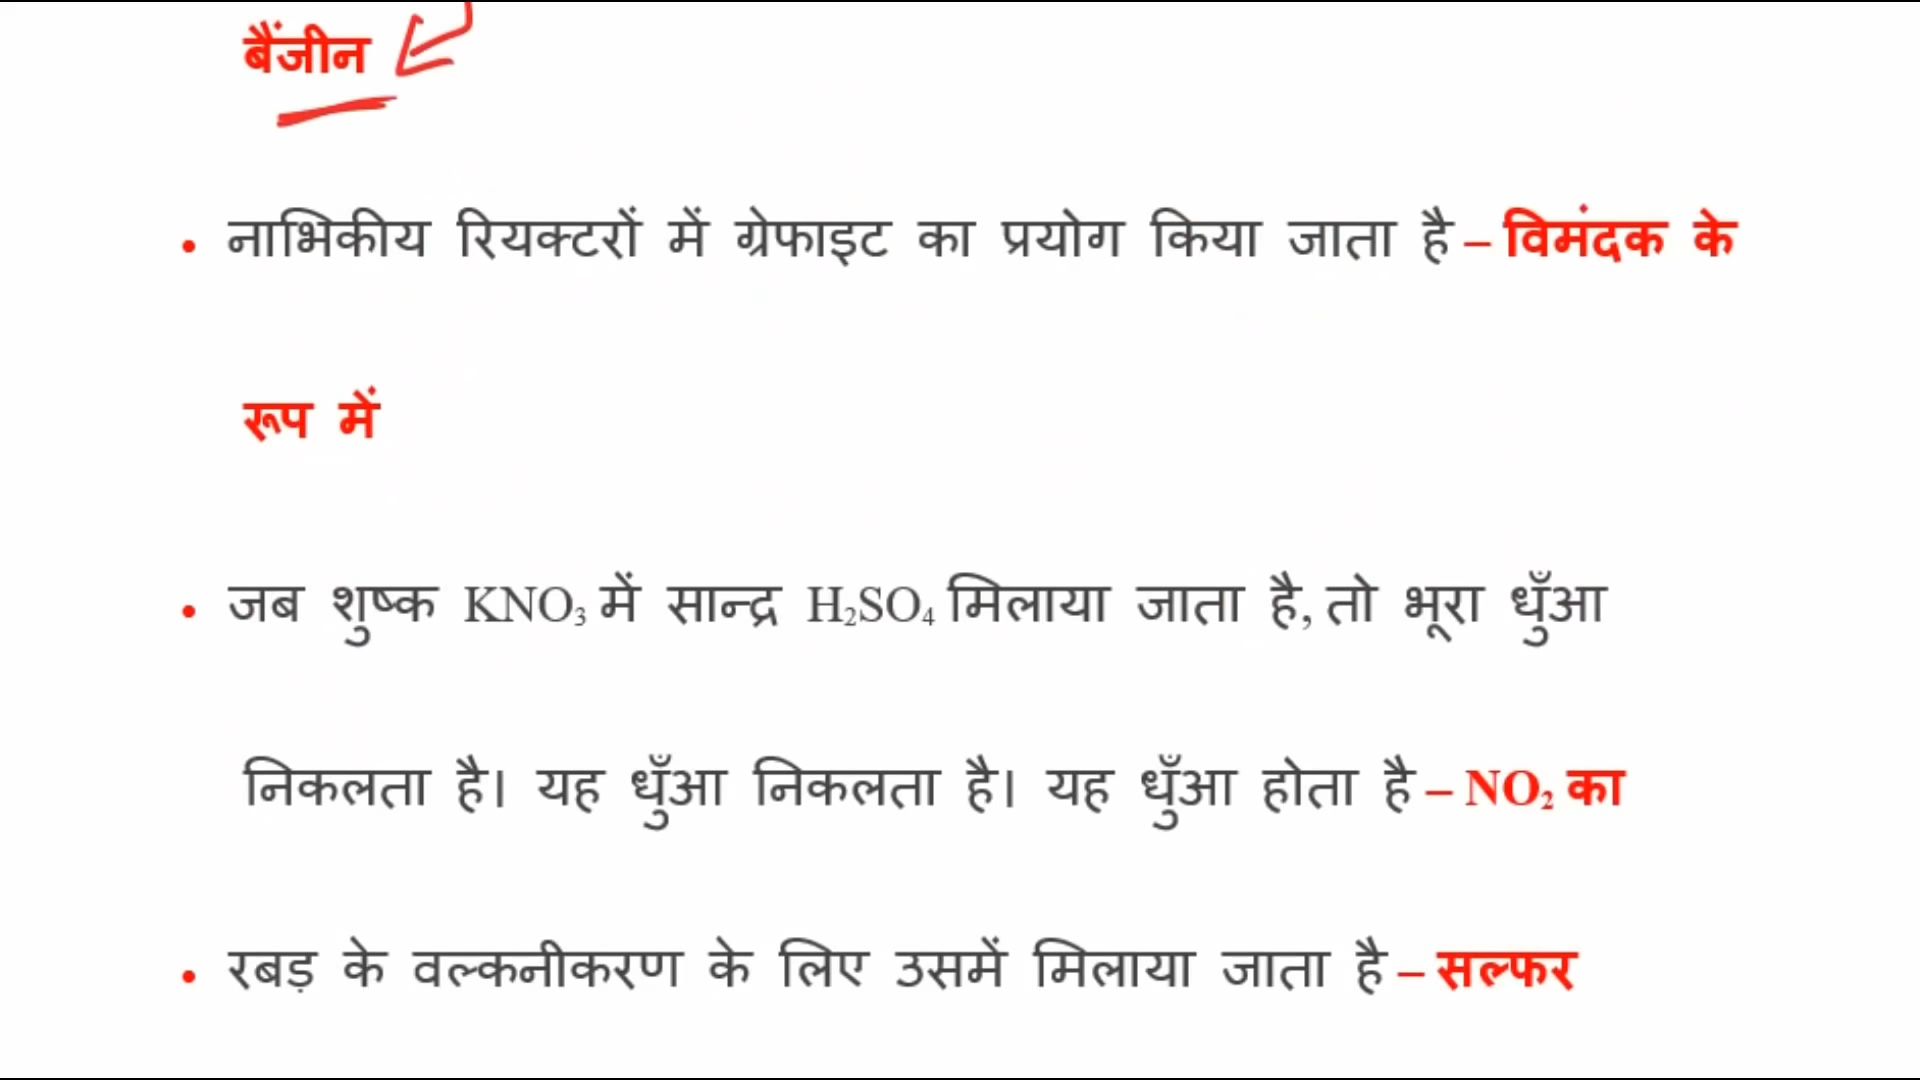 बैंजीन
• नाभिकीय रियक्टरों में ग्रेफाइट का प्रयोग किया जाता है – विमंदक के
रूप में
• जब शुष्क KNO₃ में सान्द्र H₂SO₄ मिलाया जाता है, तो भूरा धुँआ
निकलता है। यह धुँआ निकलता है। यह धुँआ होता है – NO₂ का
• रबड़ के वल्कनीकरण के लिए उसमें मिलाया जाता है – सल्फर